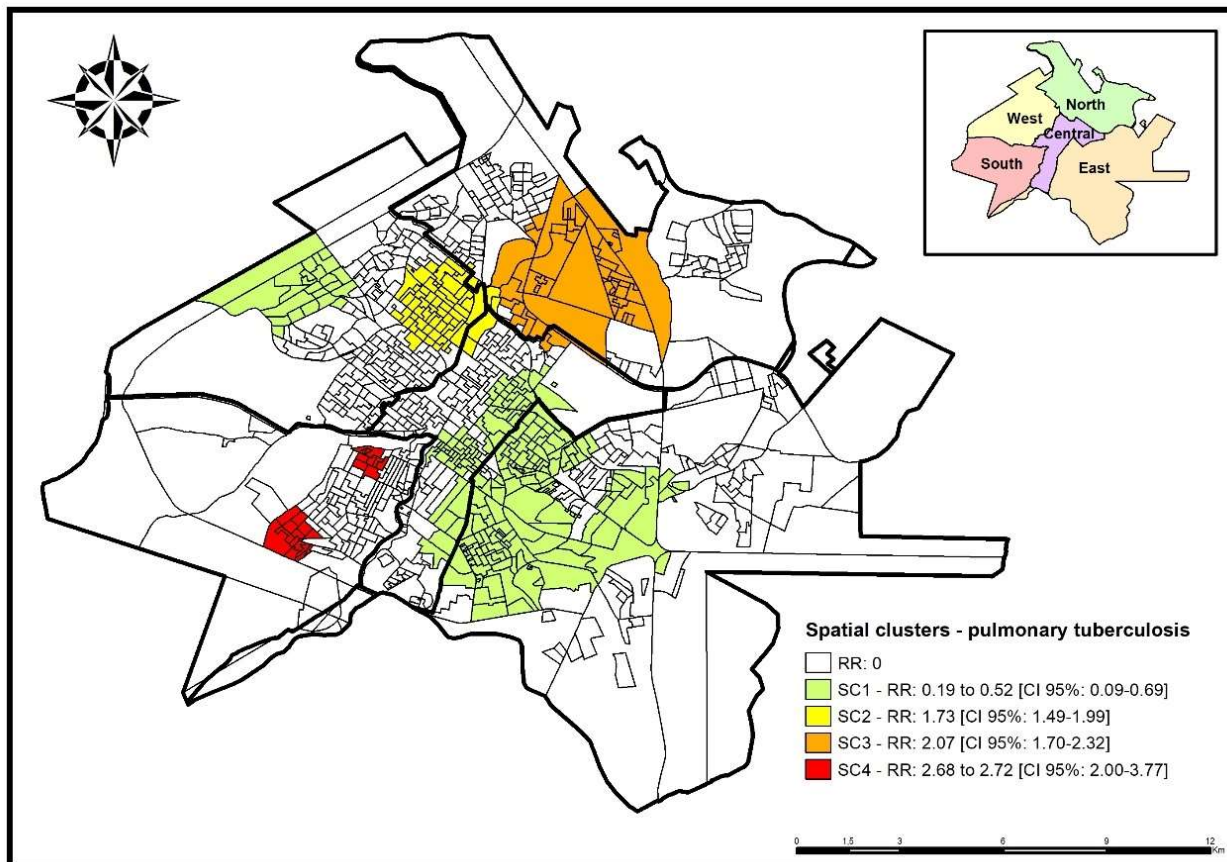 North
West
Central
South
East
Spatial clusters - pulmonary tuberculosis
RR: 0
SC1 - RR: 0.19 to 0.52 [CI 95%: 0.09-0.69]
SC2 - RR: 1.73 [CI 95%: 1.49-1.99]
SC3 - RR: 2.07 [CI 95%: 1.70-2.32]
SC4 - RR: 2.68 to 2.72 [CI 95%: 2.00-3.77]
0 1,5 3 6 9 12
Km